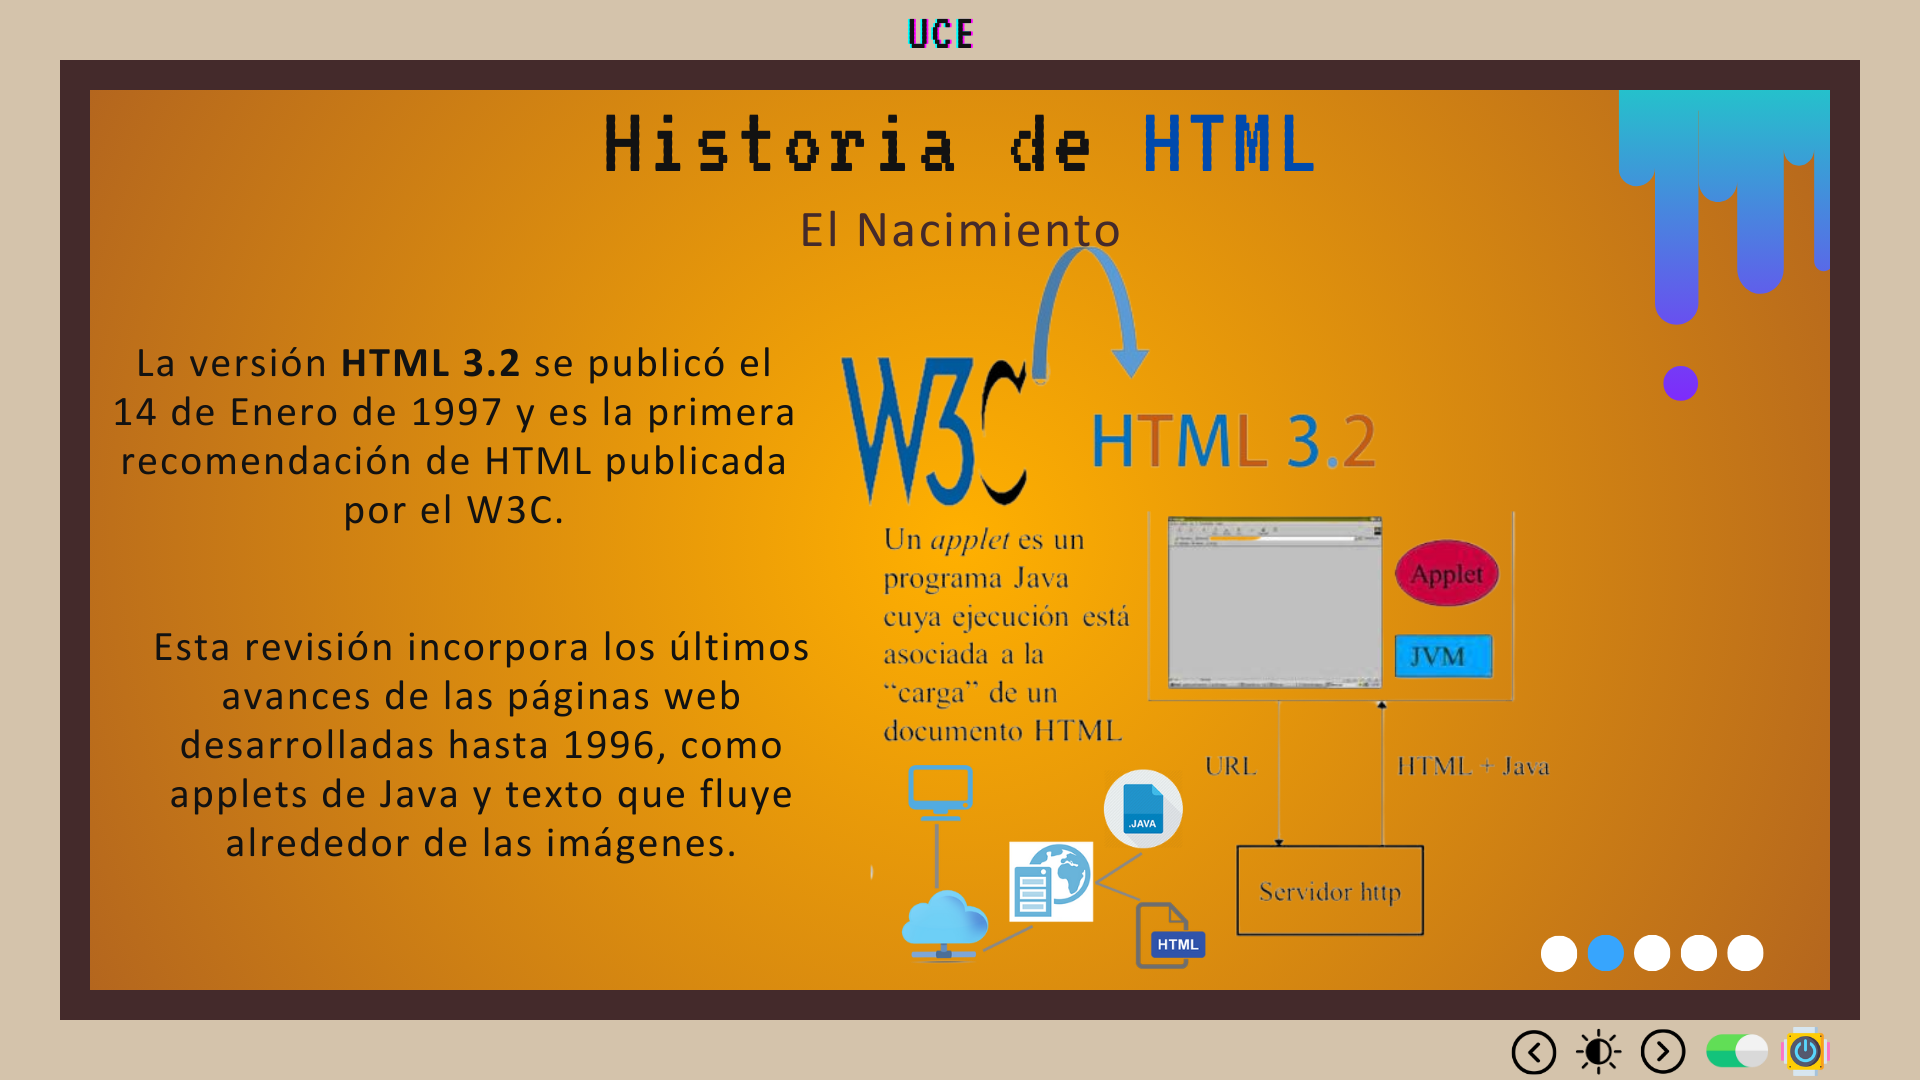 UCE
Historia de HTML
El Nacimiento
La versión HTML 3.2 se publicó el
14 de Enero de 1997 y es la primera
recomendación de HTML publicada
por el W3C.
Esta revisión incorpora los últimos
avances de las páginas web
desarrolladas hasta 1996, como
applets de Java y texto que fluye
alrededor de las imágenes.
W3C
HTML 3.2
Un applet es un
programa Java
cuya ejecución está
asociada a la
“carga” de un
documento HTML
Applet
JVM
URL
HTML + Java
Servidor http
.JAVA
HTML